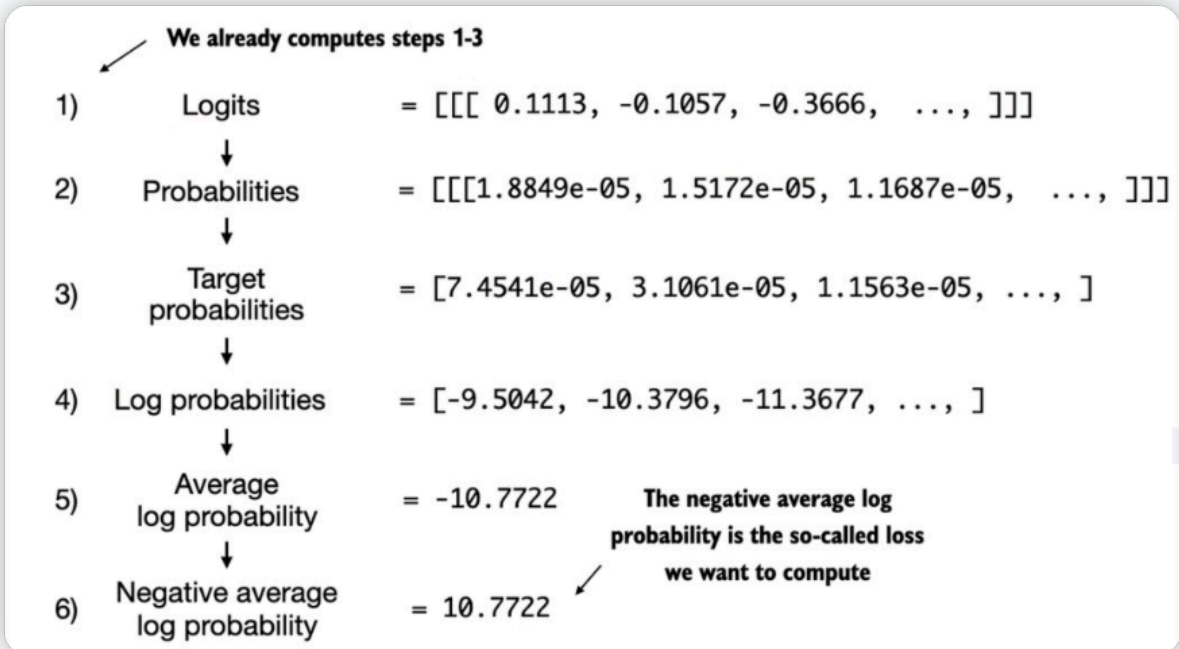 We already computes steps 1-3
1) Logits = [[[ 0.1113, -0.1057, -0.3666, ..., ]]]
2) Probabilities = [[[1.8849e-05, 1.5172e-05, 1.1687e-05, ..., ]]]
3) Target probabilities = [7.4541e-05, 3.1061e-05, 1.1563e-05, ..., ]
4) Log probabilities = [-9.5042, -10.3796, -11.3677, ..., ]
5) Average log probability = -10.7722
The negative average log
probability is the so-called loss
we want to compute
6) Negative average log probability = 10.7722